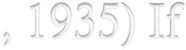 , 1935) If